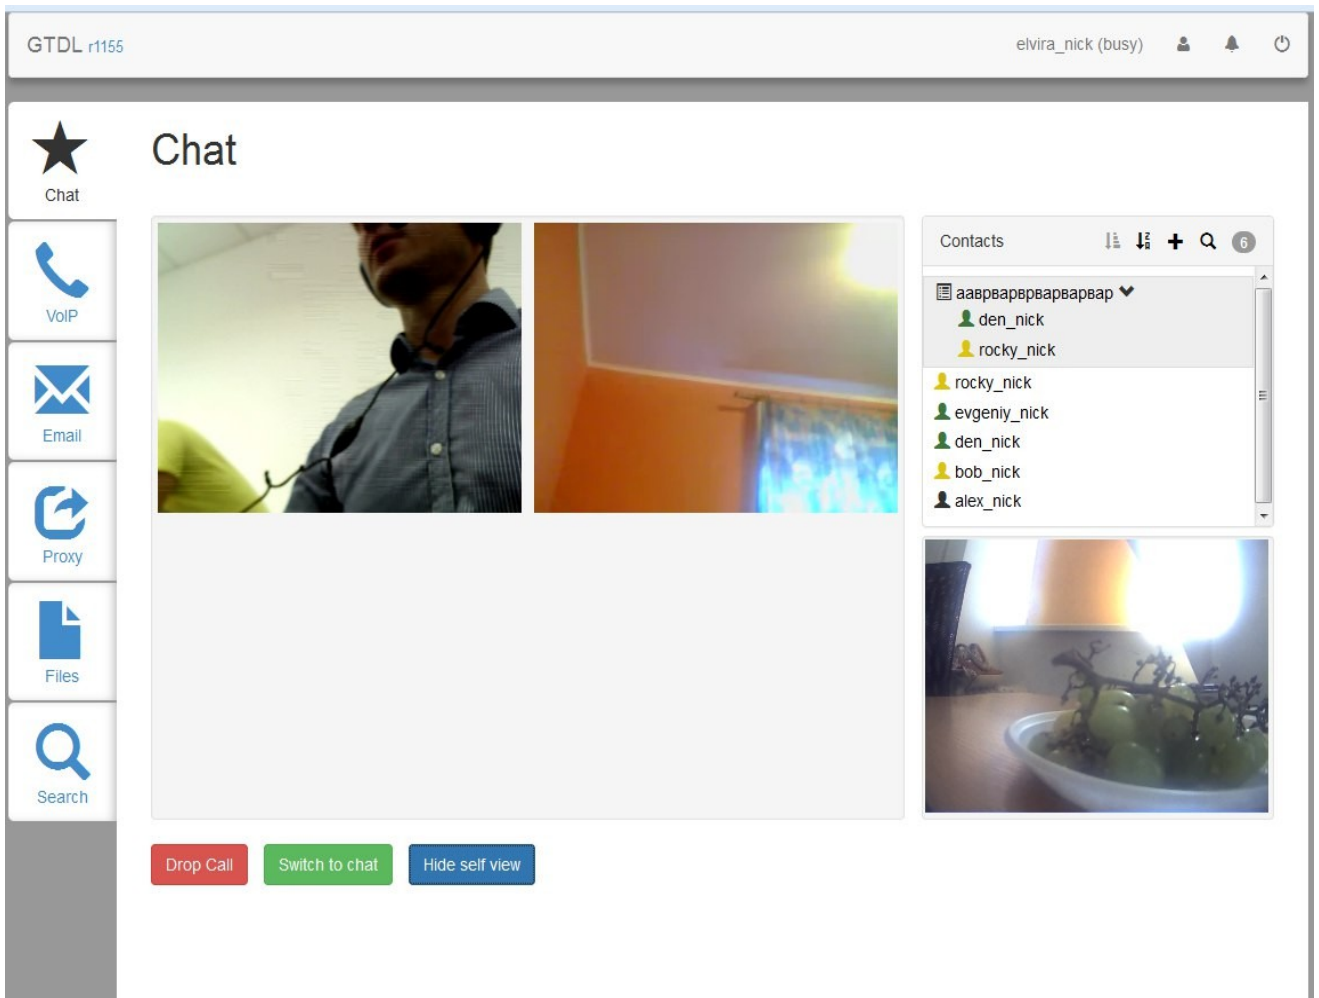 GTDL r1155
elvira_nick (busy)
Chat
Chat
VoIP
Email
Proxy
Files
Search
Contacts
6
аавրварврварварвар
den_nick
rocky_nick
rocky_nick
evgeniy_nick
den_nick
bob_nick
alex_nick
Drop Call
Switch to chat
Hide self view